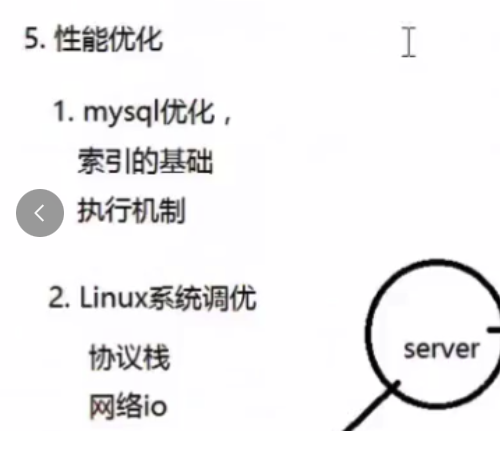 5. 性能优化
1. mysql优化，
索引的基础
执行机制
2. Linux系统调优
协议栈
网络io
server